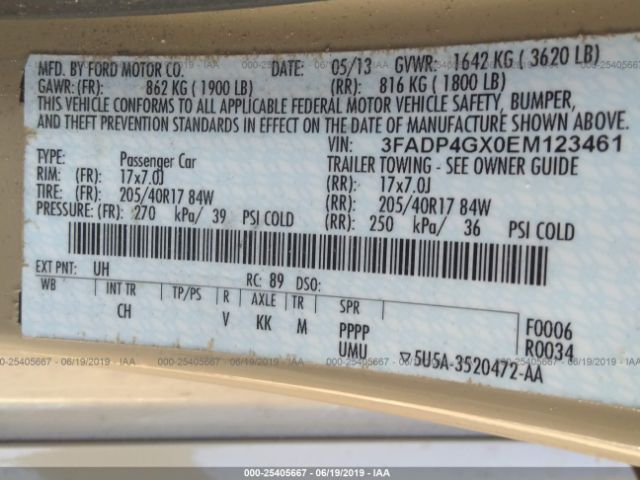 MFD. BY FORD MOTOR CO. DATE: 05/13 GVWR: 1642 KG ( 3620 LB)
GAWR: (FR): 862 KG ( 1900 LB) (RR): 816 KG ( 1800 LB)
THIS VEHICLE CONFORMS TO ALL APPLICABLE FEDERAL MOTOR VEHICLE SAFETY, BUMPER,
AND THEFT PREVENTION STANDARDS IN EFFECT ON THE DATE OF MANUFACTURE SHOWN ABOVE.
VIN: 3FADP4GX0EM123461
TYPE: Passenger Car TRAILER TOWING - SEE OWNER GUIDE
RIM: (FR): 17x7.0J (RR): 17x7.0J
TIRE: (FR): 205/40R17 84W (RR): 205/40R17 84W
PRESSURE: (FR): 270 kPa/ 39 PSI COLD (RR): 250 kPa/ 36 PSI COLD
EXT PNT: UH RC: 89 DSO:
WB INT TR TP/PS R AXLE TR SPR
CH V KK M PPPP F0006
UMU R0034
5U5A-3520472-AA
000-25405667 | 06/19/2019 | IAA